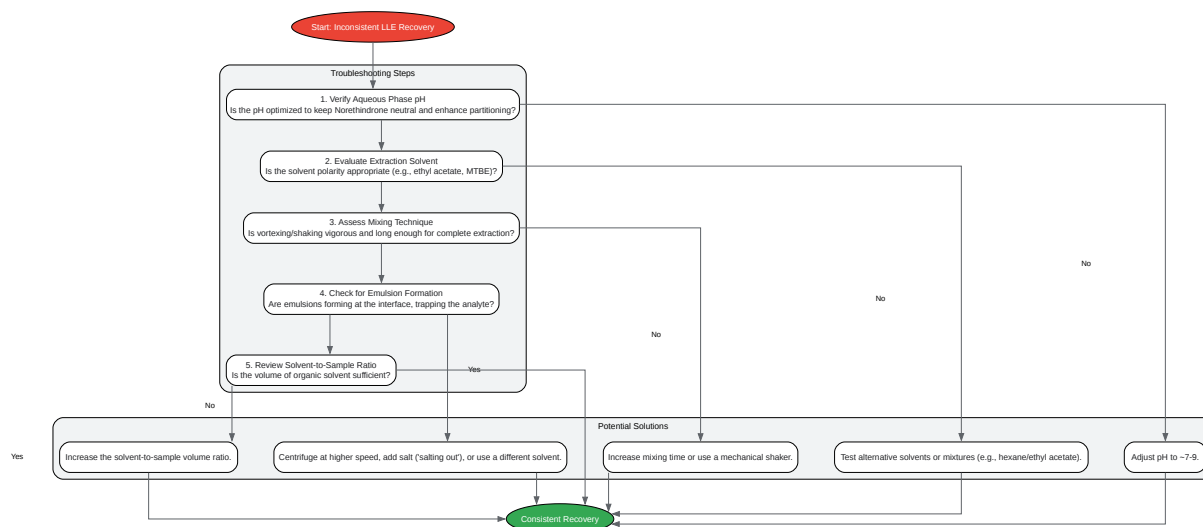 Start: Inconsistent LLE Recovery
Troubleshooting Steps
1. Verify Aqueous Phase pH
Is the pH optimized to keep Norethindrone neutral and enhance partitioning?
2. Evaluate Extraction Solvent
Is the solvent polarity appropriate (e.g., ethyl acetate, MTBE)?
3. Assess Mixing Technique
Is vortexing/shaking vigorous and long enough for complete extraction?
No
4. Check for Emulsion Formation
Are emulsions forming at the interface, trapping the analyte?
No
No
5. Review Solvent-to-Sample Ratio
Is the volume of organic solvent sufficient?
Yes
No
Potential Solutions
Yes
Increase the solvent-to-sample volume ratio.
Centrifuge at higher speed, add salt ('salting out'), or use a different solvent.
Increase mixing time or use a mechanical shaker.
Test alternative solvents or mixtures (e.g., hexane/ethyl acetate).
Adjust pH to ~7-9.
Consistent Recovery